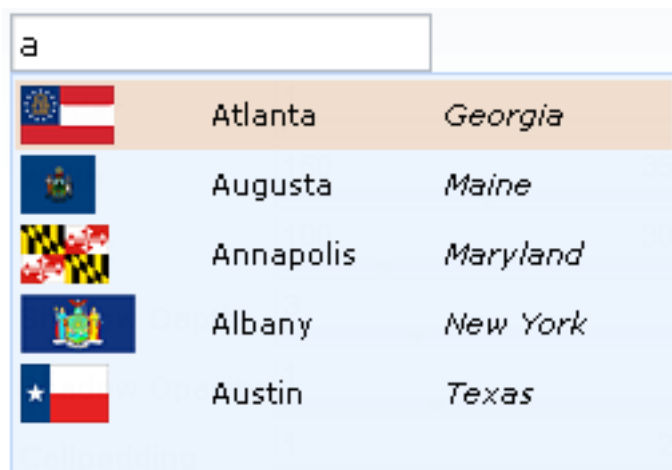 a
Atlanta Georgia
Augusta Maine
Annapolis Maryland
Albany New York
Austin Texas